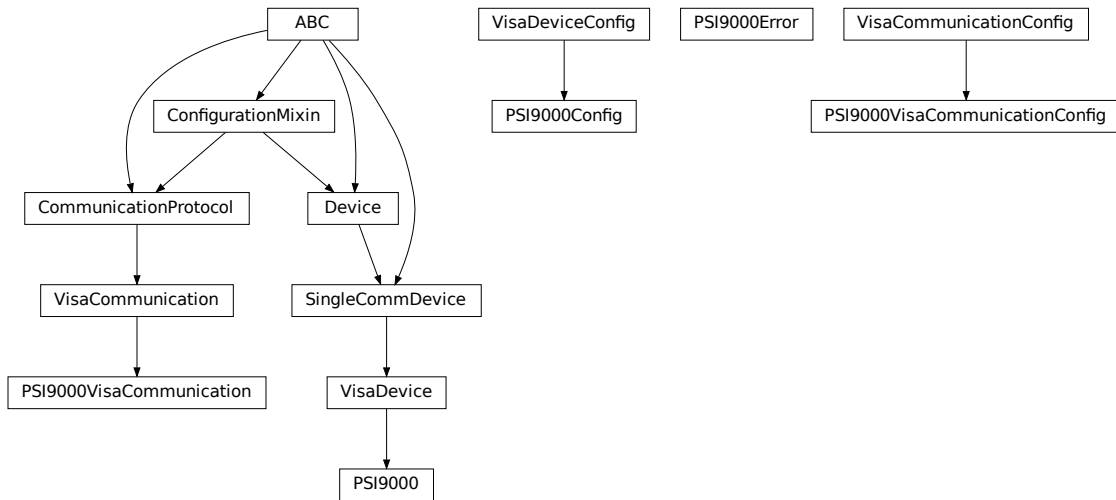 ABC
VisaDeviceConfig
PSI9000Error
VisaCommunicationConfig
ConfigurationMixin
PSI9000Config
PSI9000VisaCommunicationConfig
CommunicationProtocol
Device
VisaCommunication
SingleCommDevice
PSI9000VisaCommunication
VisaDevice
PSI9000